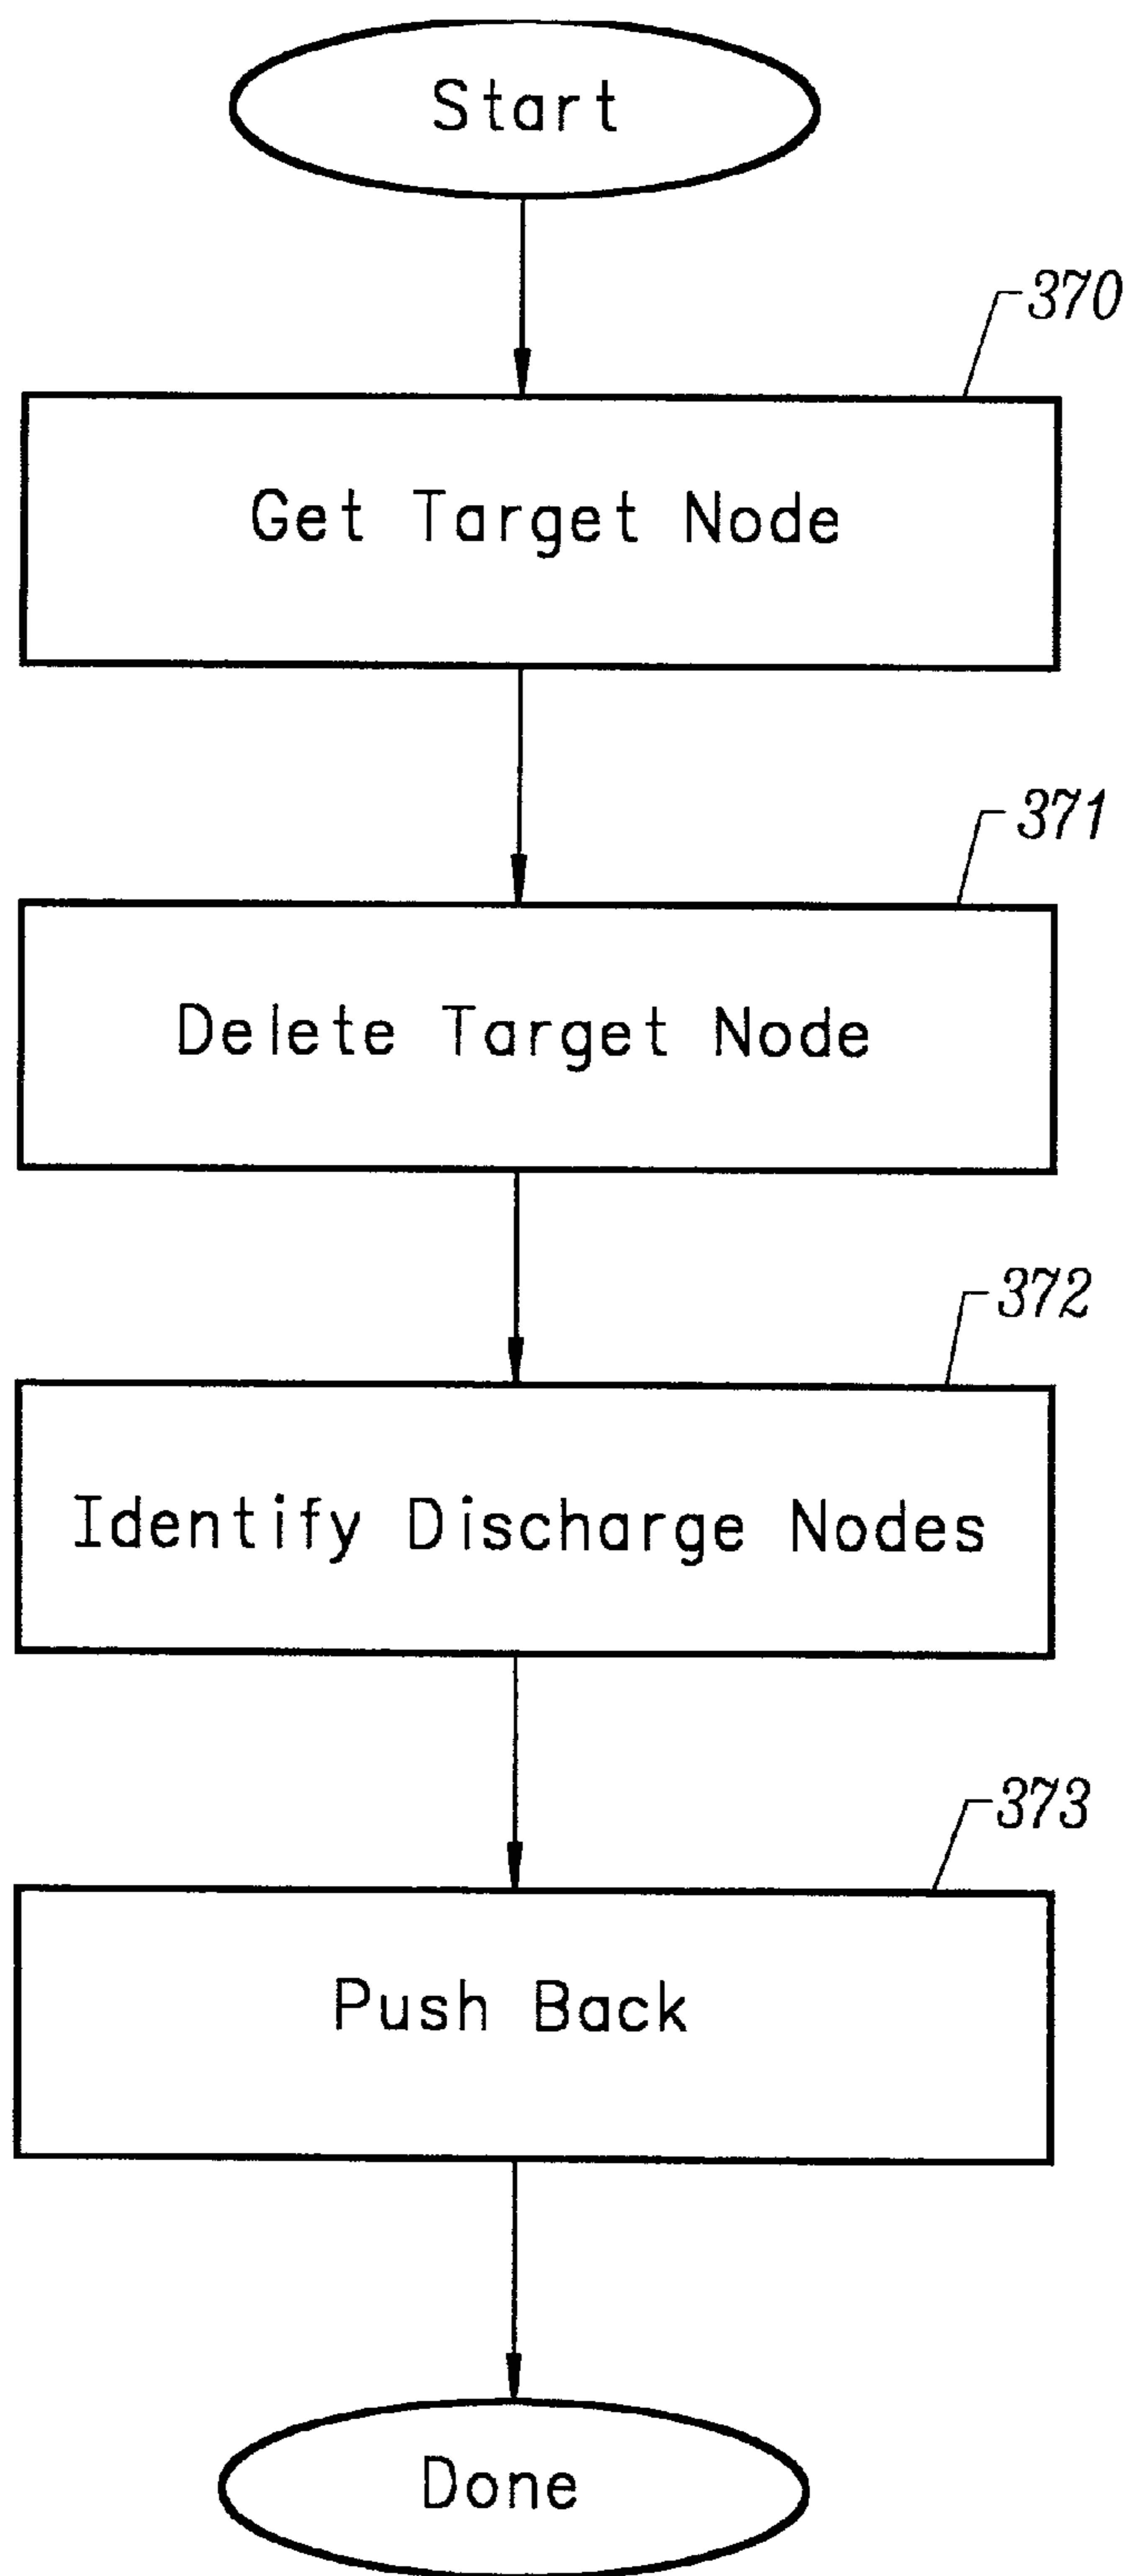 Start
370
Get Target Node
371
Delete Target Node
372
Identify Discharge Nodes
373
Push Back
Done